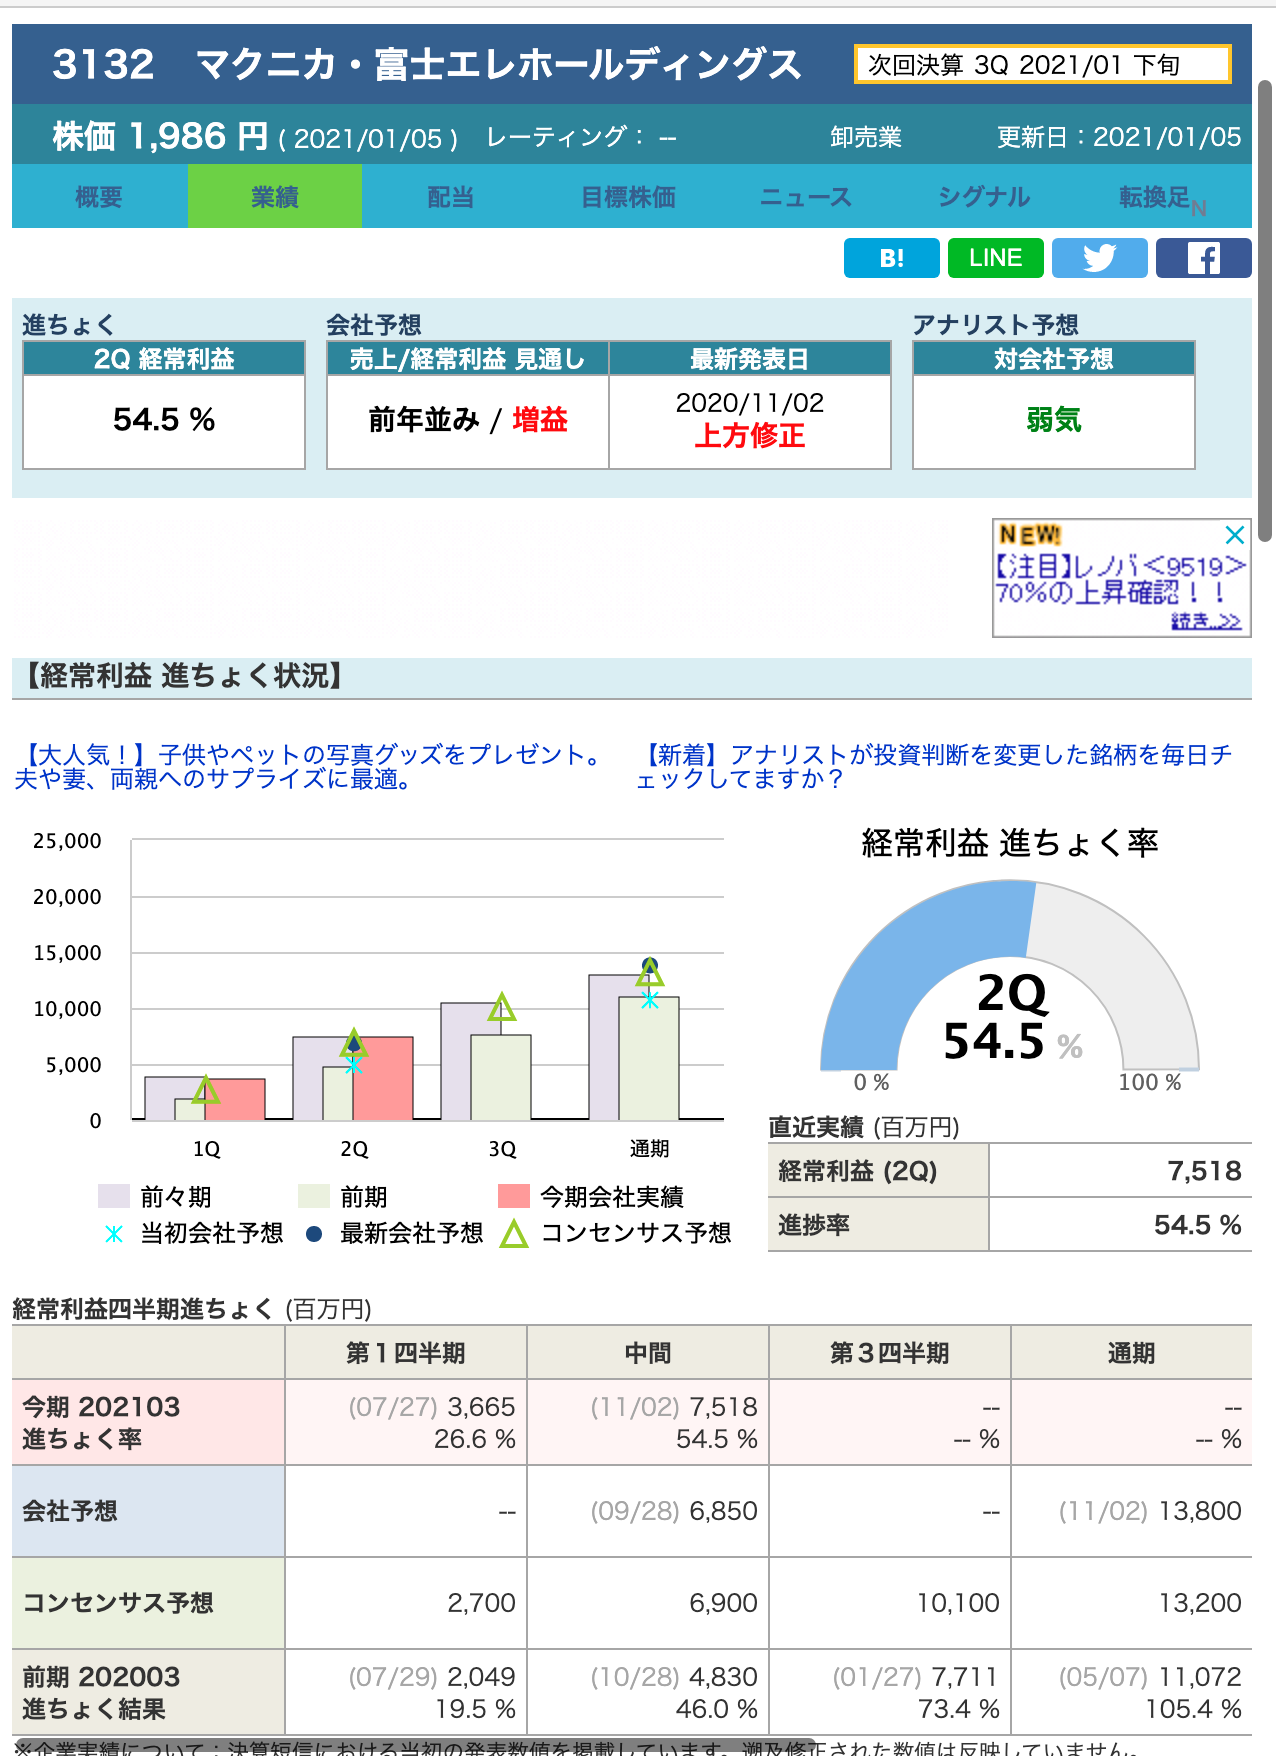 3132　マクニカ・富士エレホールディングス
次回決算 3Q 2021/01 下旬
株価 1,986 円 ( 2021/01/05 )　レーティング： --　卸売業　更新日：2021/01/05
概要　業績　配当　目標株価　ニュース　シグナル　転換足N
B!　LINE
進ちょく　会社予想　アナリスト予想
2Q 経常利益　売上/経常利益 見通し　最新発表日　対会社予想
54.5 %　前年並み / 増益　2020/11/02　弱気
上方修正
NEW!
【注目】レノバ<9519>
70%の上昇確認！！
続き..>>
【経常利益 進ちょく状況】
【大人気！】子供やペットの写真グッズをプレゼント。
夫や妻、両親へのサプライズに最適。
【新着】アナリストが投資判断を変更した銘柄を毎日チ
ェックしてますか？
25,000
20,000
15,000
10,000
5,000
0
1Q　2Q　3Q　通期
前々期　前期　今期会社実績
当初会社予想　最新会社予想　コンセンサス予想
経常利益 進ちょく率
2Q
54.5 %
0 %　100 %
直近実績 (百万円)
経常利益 (2Q)　7,518
進捗率　54.5 %
経常利益四半期進ちょく (百万円)
第１四半期　中間　第３四半期　通期
今期 202103　(07/27) 3,665　(11/02) 7,518　--　--
進ちょく率　26.6 %　54.5 %　-- %　-- %
会社予想　--　(09/28) 6,850　--　(11/02) 13,800
コンセンサス予想　2,700　6,900　10,100　13,200
前期 202003　(07/29) 2,049　(10/28) 4,830　(01/27) 7,711　(05/07) 11,072
進ちょく結果　19.5 %　46.0 %　73.4 %　105.4 %
※企業実績について：決算短信における当初の発表数値を掲載しています。遡及修正された数値は反映していません。